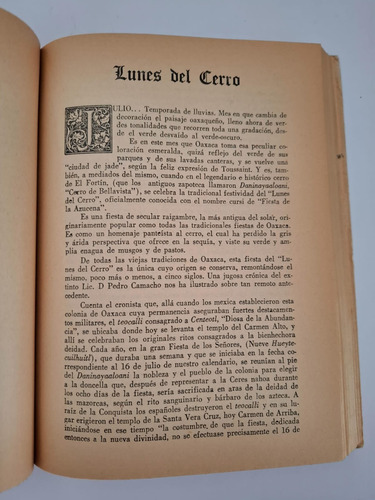 Lunes del Cerro
JULIO... Temporada de lluvias. Mes en que cambia de
decoración el paisaje oaxaqueño, lleno ahora de ver-
des tonalidades que recorren toda una gradación, des-
de el verde desvaído al verde-oscuro.
Es en este mes que Oaxaca toma esa peculiar co-
loración esmeralda, quizá reflejo del verde de sus
parques y de sus lavadas canteras, y se vuelve una
"ciudad de jade", según la feliz expresión de Toussaint. Y es,
también, a mediados del mismo, cuando en el legendario e histórico cerro
de El Fortín, (que los antiguos zapoteca llamaron Daninayaloani,
"Cerro de Bellavista"), se celebra la tradicional festividad del "Lunes
del Cerro", oficialmente conocida con el nombre cursi de "Fiesta de
la Azucena".
Es una fiesta de secular raigambre, la más antigua del solar, ori-
ginariamente popular como todas las tradicionales fiestas de Oaxaca.
Es como un homenaje panteista al cerro, el cual ha perdido la gris
y árida perspectiva que ofrece en la sequía, y viste su verde y am-
plia enagua de musgos y de pastos.
De todas las viejas tradiciones de Oaxaca, esta fiesta del "Lu-
nes del Cerro" es la única cuyo origen se conserva, remontándose el
mismo, poco más o menos, a cinco siglos. Una jugosa crónica del ex-
tinto Lic. D Pedro Camacho nos ha ilustrado sobre tan remoto ante-
cedente.
Cuenta el cronista que, allá cuando los mexica establecieron esta
colonia de Oaxaca cuya permanencia aseguraban fuertes destacamen-
tos militares, el teocalli consagrado a Centeotl, "Diosa de la Abundan-
cia", se ubicaba donde hoy se levanta el templo del Carmen Alto, y
allí se celebraban los originales ritos consagrados a la bienhechora
deidad. Cada año, en la gran Fiesta de los Señores, (Nueve Hueyte-
cuilhuitl), que duraba una semana y que se iniciaba en la fecha co-
rrespondiente al 16 de julio de nuestro calendario, se reunían al pie
del Daninayaloani la nobleza y el pueblo de la colonia para elegir
a la doncella que, después de representar a la Ceres nahoa durante
los ocho días de la fiesta, sería sacrificada en aras de la deidad de
las mazorcas, según el rito sanguinario y bárbaro de los azteca. A
raíz de la Conquista los españoles destruyeron el teocalli y en su lu-
gar erigieron el templo de la Santa Vera Cruz, hoy Carmen de Arriba,
y para impedir que "la costumbre, de que la fiesta, dedicada
entonces a la nueva divinidad, no se efectuase precisamente el 16 de